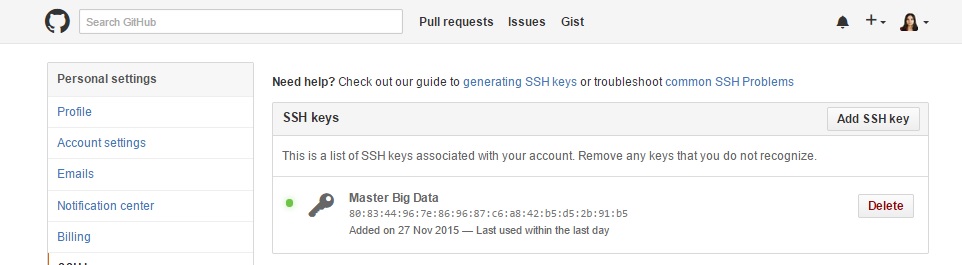 Search GitHub
Pull requests Issues Gist
Personal settings
Profile
Account settings
Emails
Notification center
Billing
Need help? Check out our guide to generating SSH keys or troubleshoot common SSH Problems
SSH keys
Add SSH key
This is a list of SSH keys associated with your account. Remove any keys that you do not recognize.
Master Big Data
80:83:44:96:7e:86:96:87:c6:a8:42:b5:d5:2b:91:b5
Added on 27 Nov 2015 — Last used within the last day
Delete